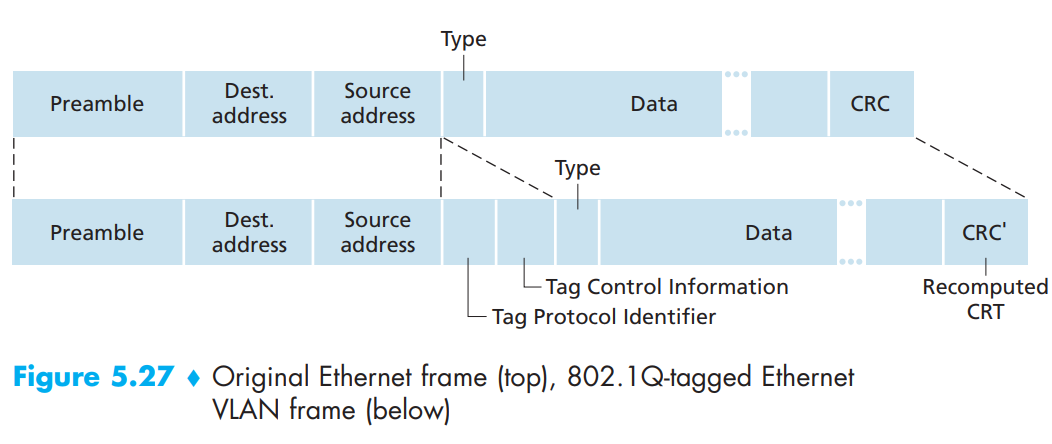 Type
Preamble
Dest.
address
Source
address
Data
CRC
Type
Preamble
Dest.
address
Source
address
Data
CRC'
Tag Control Information
Tag Protocol Identifier
Recomputed
CRT
Figure 5.27 ♦ Original Ethernet frame (top), 802.1Q-tagged Ethernet
VLAN frame (below)